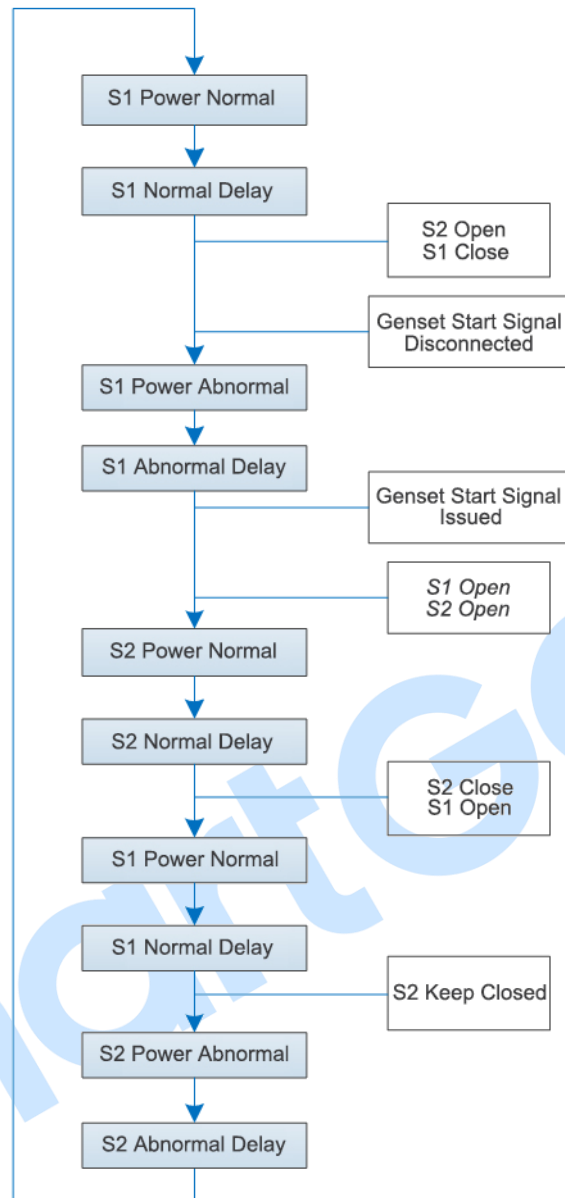 S1 Power Normal
S1 Normal Delay
S2 Open
S1 Close
Genset Start Signal
Disconnected
S1 Power Abnormal
S1 Abnormal Delay
Genset Start Signal
Issued
S1 Open
S2 Open
S2 Power Normal
S2 Normal Delay
S2 Close
S1 Open
S1 Power Normal
S1 Normal Delay
S2 Keep Closed
S2 Power Abnormal
S2 Abnormal Delay
artG